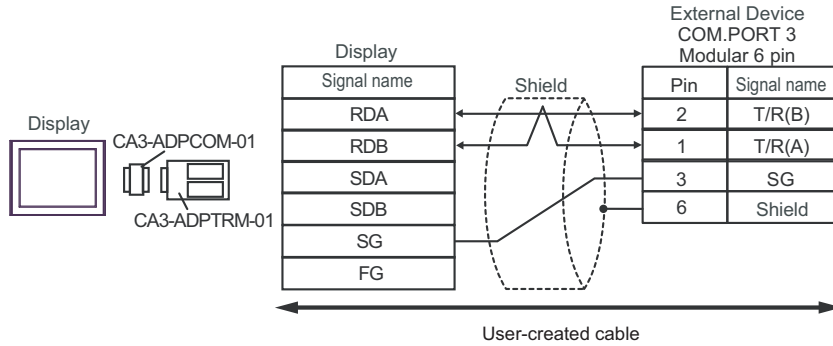 External Device
COM.PORT 3
Modular 6 pin
Display
Signal name
Shield
Pin
Signal name
RDA
2
T/R(B)
Display
CA3-ADPCOM-01
RDB
1
T/R(A)
SDA
3
SG
CA3-ADPTRM-01
SDB
6
Shield
SG
FG
User-created cable